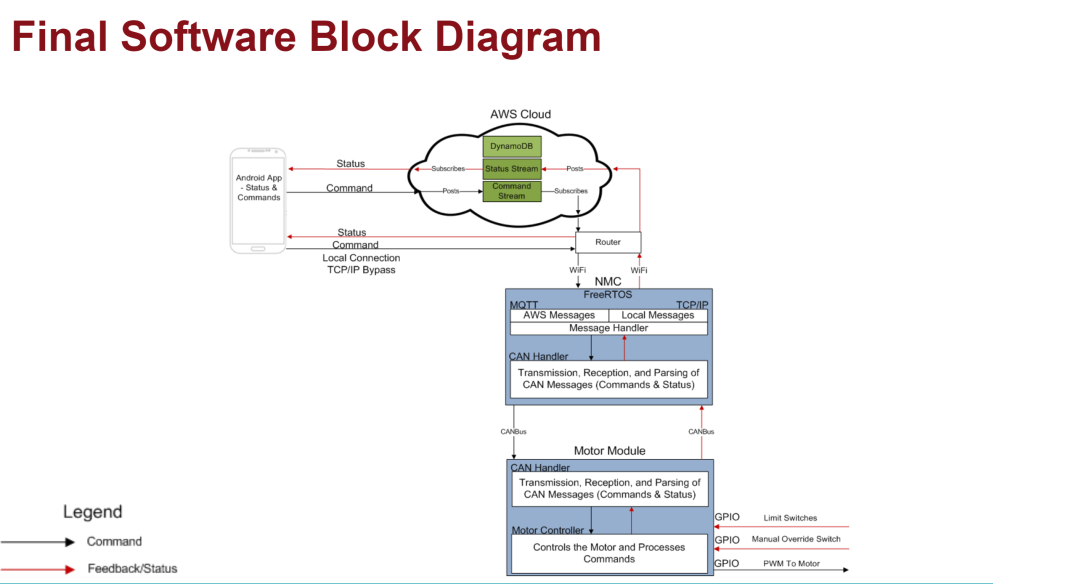 Final Software Block Diagram
AWS Cloud
DynamoDB
Status
Subscribes
Status Stream
Posts
Android App
- Status &
Commands
Command
Posts
Command
Stream
Subscribes
Status
Command
Local Connection
TCP/IP Bypass
Router
WiFi
WiFi
NMC
FreeRTOS
MQTT
TCP/IP
AWS Messages
Local Messages
Message Handler
CAN Handler
Transmission, Reception, and Parsing of
CAN Messages (Commands & Status)
CANBus
CANBus
Motor Module
CAN Handler
Transmission, Reception, and Parsing of
CAN Messages (Commands & Status)
Motor Controller
Controls the Motor and Processes
Commands
GPIO
Limit Switches
GPIO
Manual Override Switch
GPIO
PWM To Motor
Legend
Command
Feedback/Status